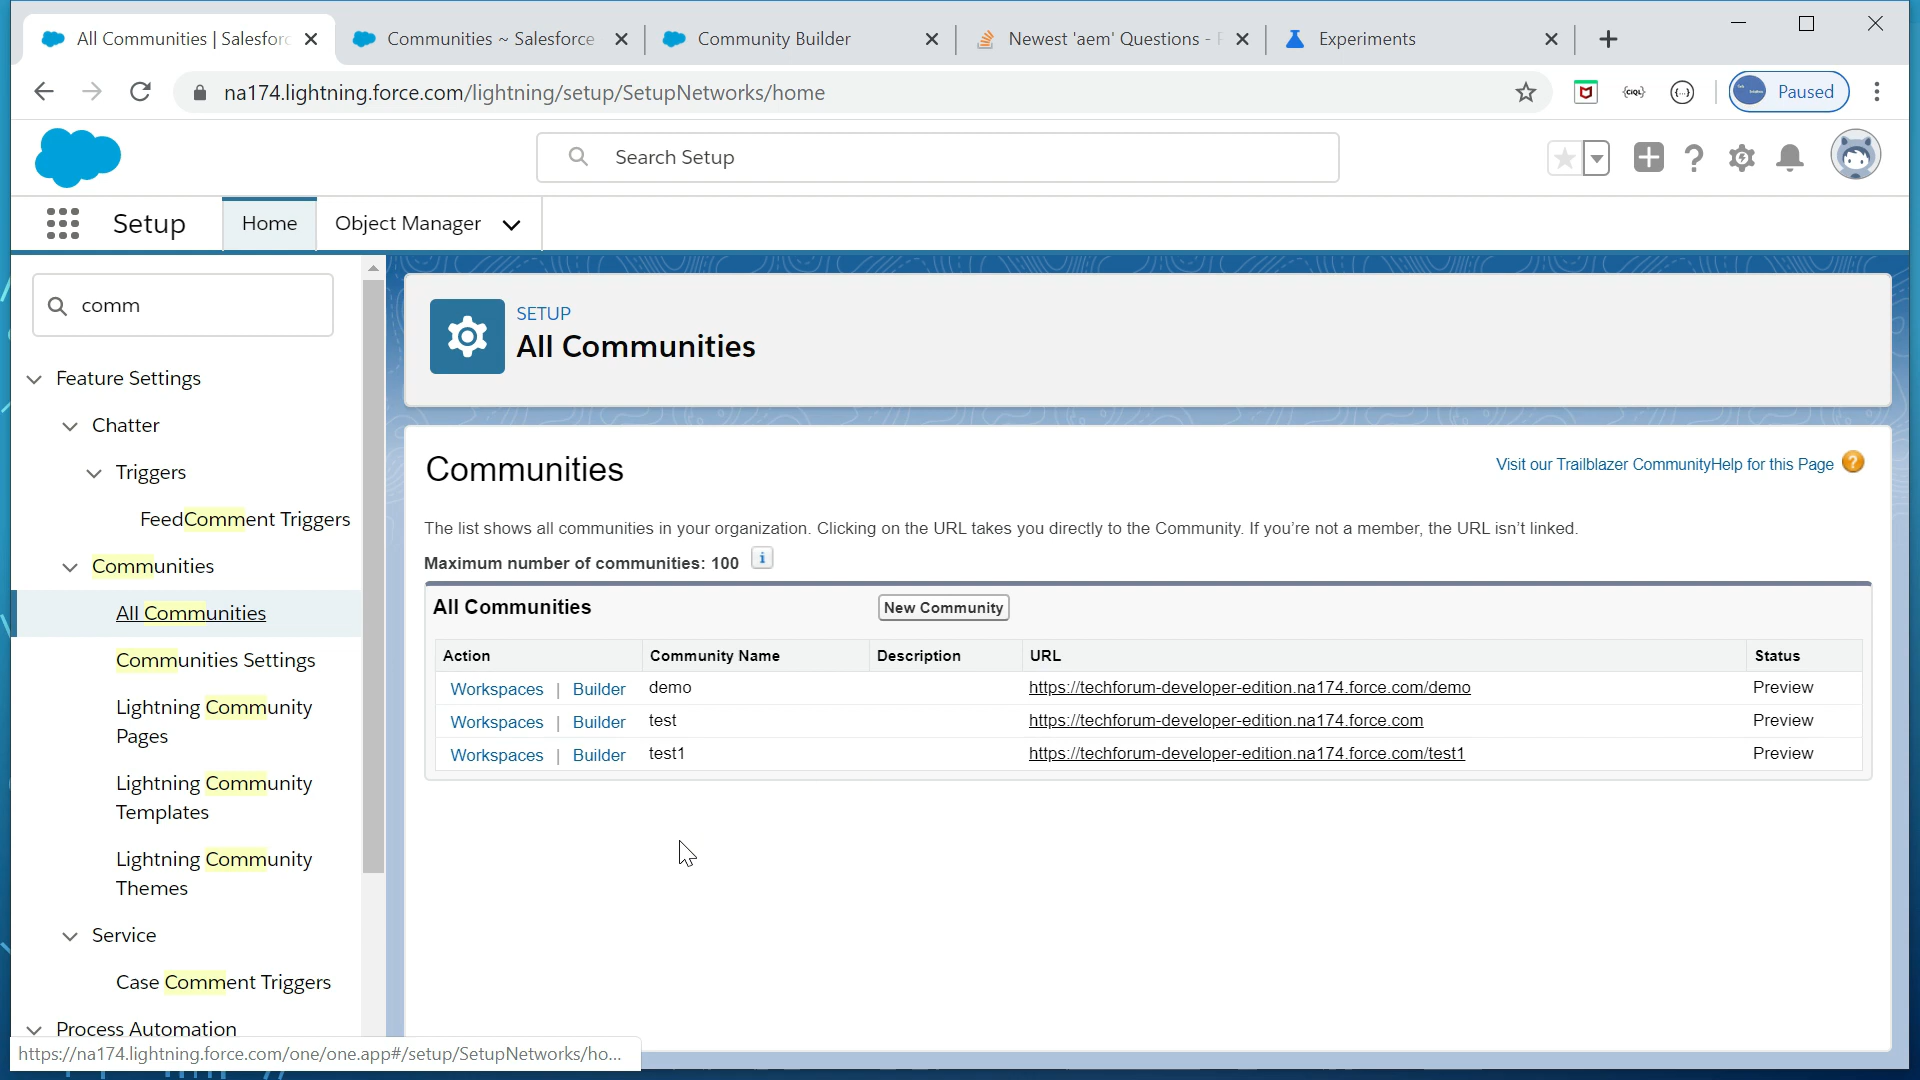 All Communities | Salesforc
Communities ~ Salesforce
Community Builder
Newest 'aem' Questions -
Experiments
na174.lightning.force.com/lightning/setup/SetupNetworks/home
Paused
Search Setup
Setup
Home
Object Manager
comm
Feature Settings
Chatter
Triggers
FeedComment Triggers
Communities
All Communities
Communities Settings
Lightning Community
Pages
Lightning Community
Templates
Lightning Community
Themes
Service
Case Comment Triggers
Process Automation
https://na174.lightning.force.com/one/one.app#/setup/SetupNetworks/ho...
SETUP
All Communities
Communities
Visit our Trailblazer CommunityHelp for this Page ?
The list shows all communities in your organization. Clicking on the URL takes you directly to the Community. If you're not a member, the URL isn't linked.
Maximum number of communities: 100 i
All Communities
New Community
Action Community Name Description URL Status
Workspaces | Builder demo https://techforum-developer-edition.na174.force.com/demo Preview
Workspaces | Builder test https://techforum-developer-edition.na174.force.com Preview
Workspaces | Builder test1 https://techforum-developer-edition.na174.force.com/test1 Preview